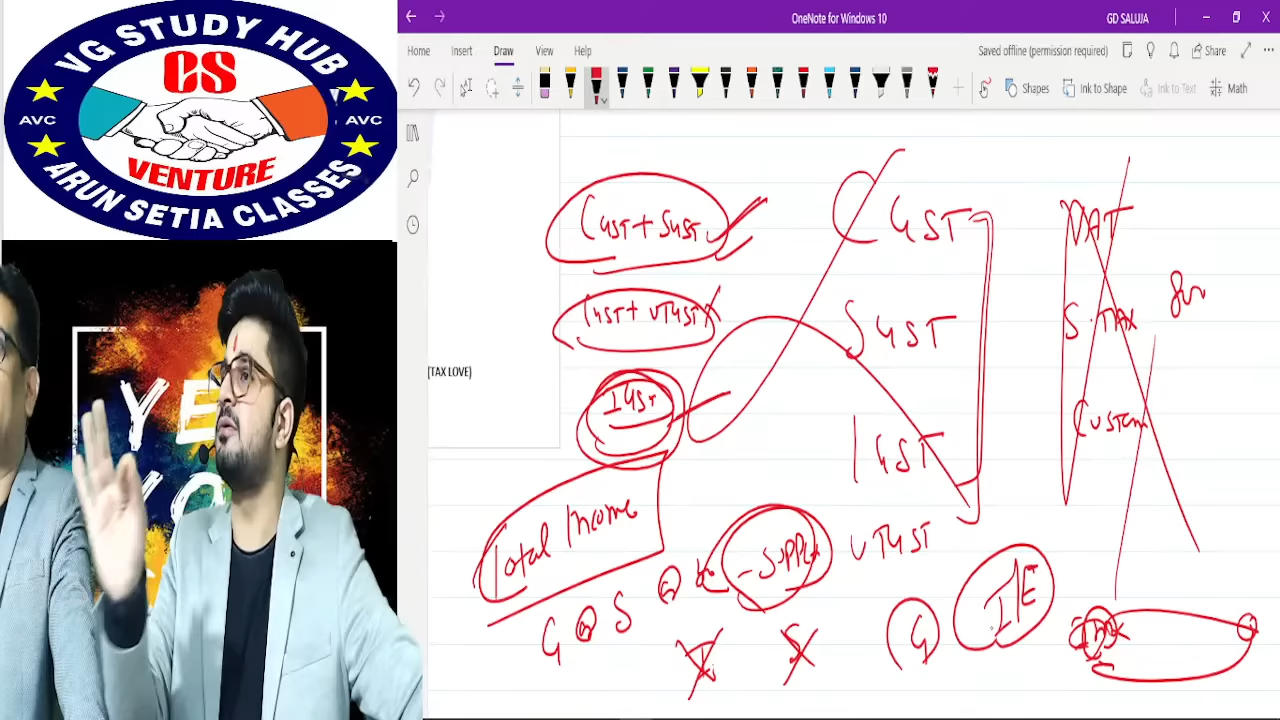 VG STUDY HUB
CS
AVC
AVC
VENTURE
ARUN SETIA CLASSES
YE
OneNote for Windows 10
GD SALUJA
Home
Insert
Draw
View
Help
Saved offline (permission required)
Share
Shapes
Ink to Shape
Ink to Text
Math
(TAX LOVE)
CGST + SGST
CGST + UTGST
IGST
Total Income
G or S
CGST
SGST
IGST
UTGST
VAT
S. TAX
Custom
G
I/E